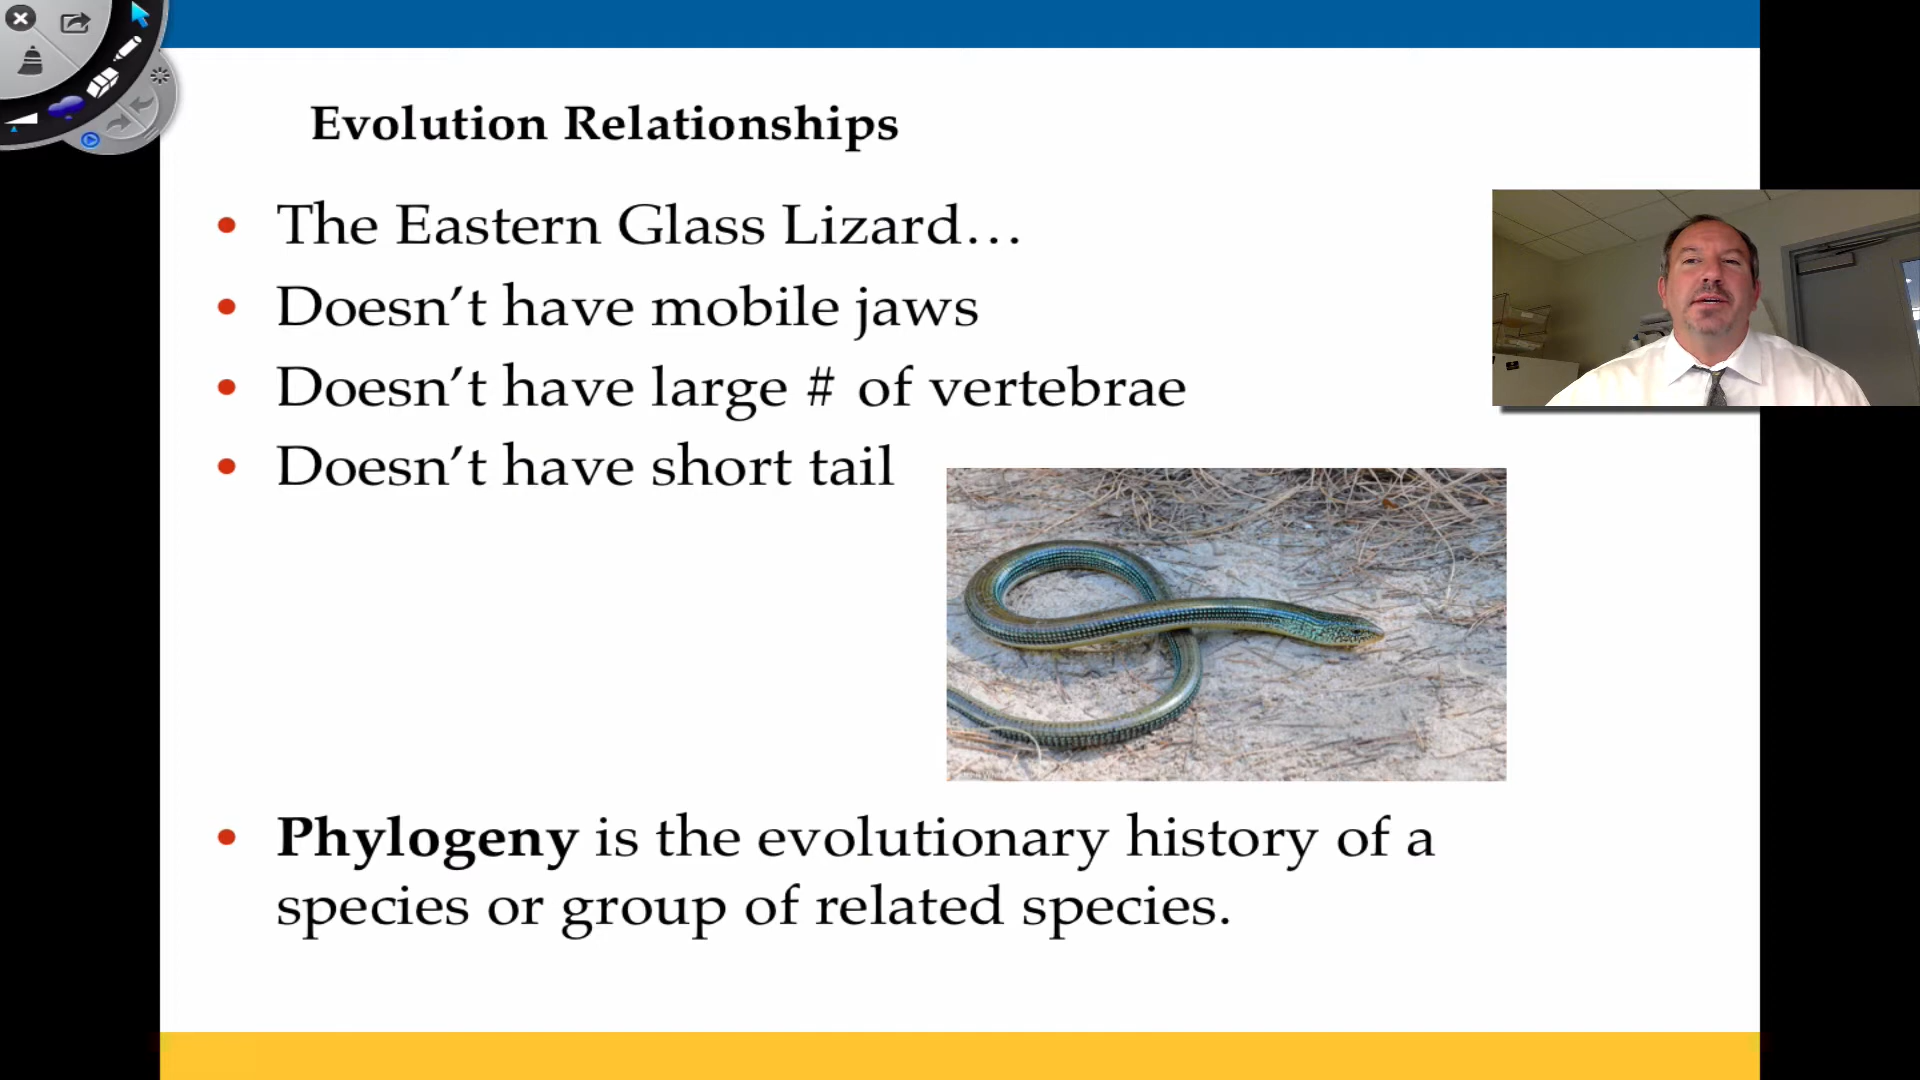 Evolution Relationships
• The Eastern Glass Lizard…
• Doesn’t have mobile jaws
• Doesn’t have large # of vertebrae
• Doesn’t have short tail
• Phylogeny is the evolutionary history of a
species or group of related species.